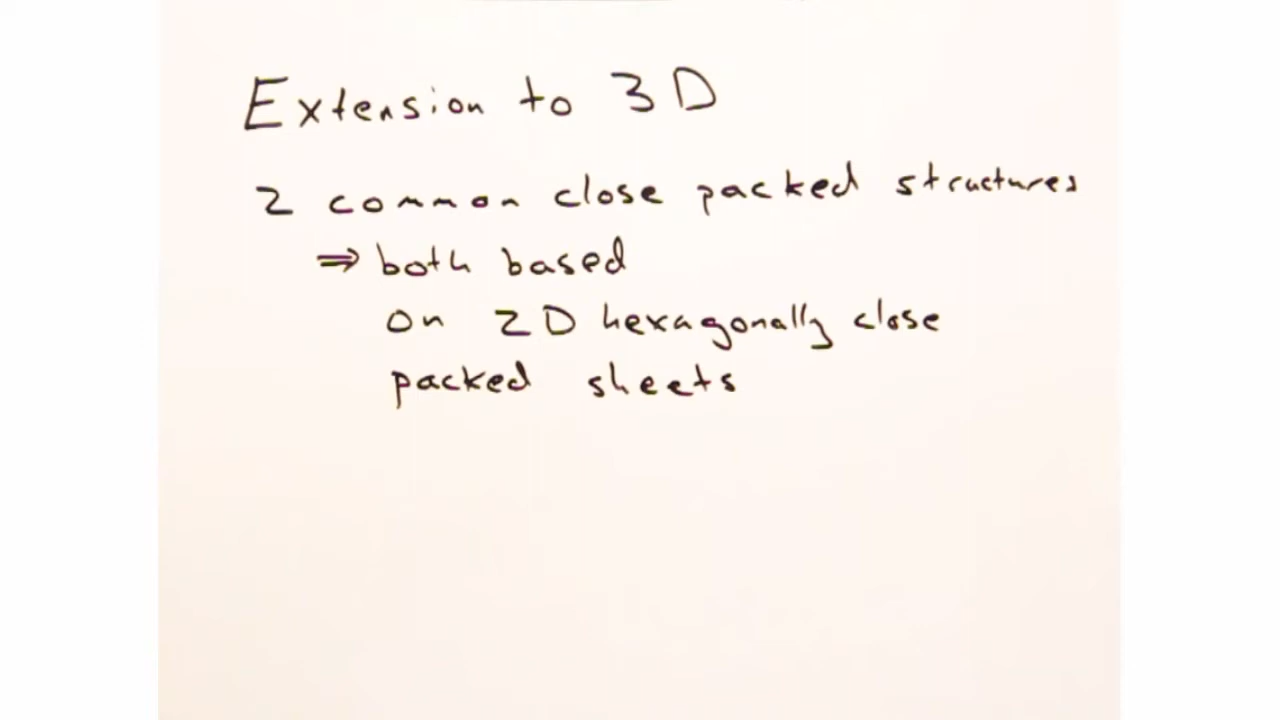 Extension to 3D
2 common close packed structures
⇒ both based
on 2D hexagonally close
packed sheets